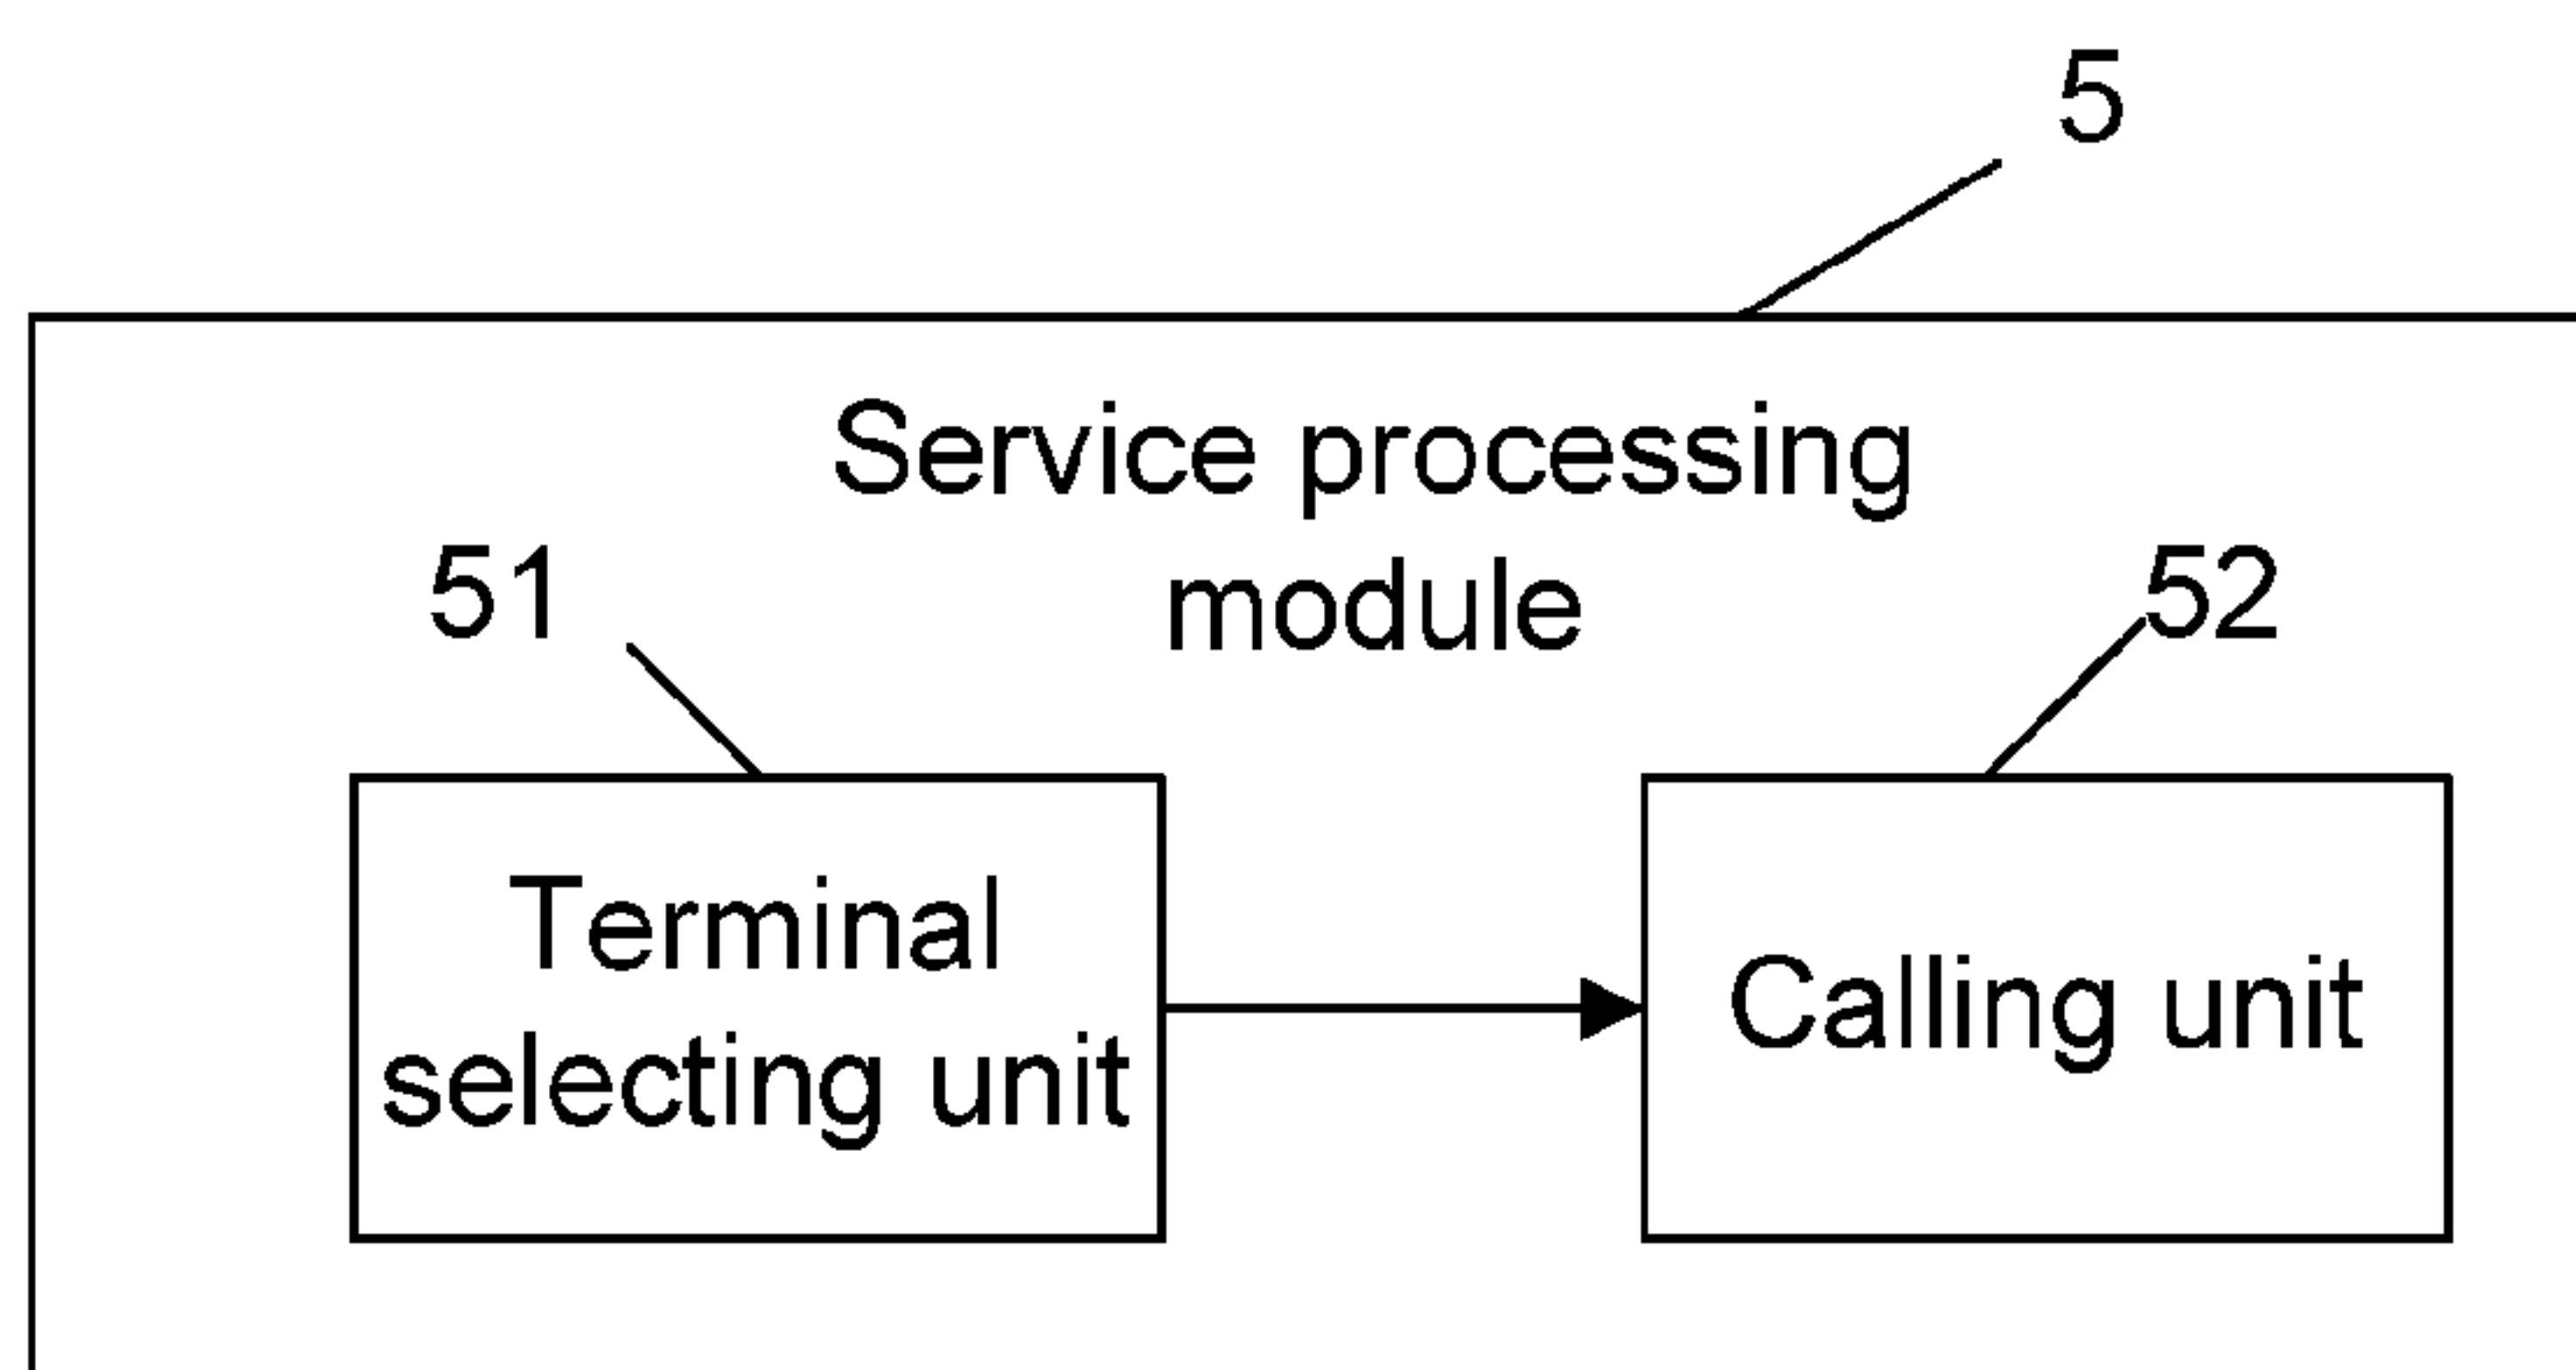 5
Service processing
module
51
52
Terminal
selecting unit
Calling unit